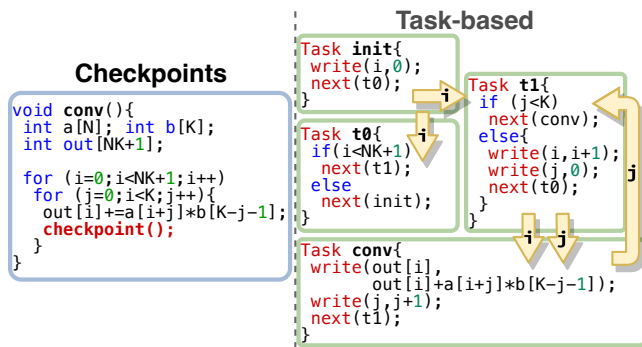 Task-based
Checkpoints
void conv(){
int a[N]; int b[K];
int out[NK+1];
for (i=0;i<NK+1;i++)
for (j=0;i<K;j++){
out[i]+=a[i+j]*b[K-j-1];
checkpoint();
}
}
Task init{
write(i,0);
next(t0);
}
i
i
Task t0{
if(i<NK+1)
next(t1);
else
next(init);
}
Task t1{
if (j<K)
next(conv);
else{
write(i,i+1);
write(j,0);
next(t0);
}
}
j
i
j
Task conv{
write(out[i],
out[i]+a[i+j]*b[K-j-1]);
write(j,j+1);
next(t1);
}